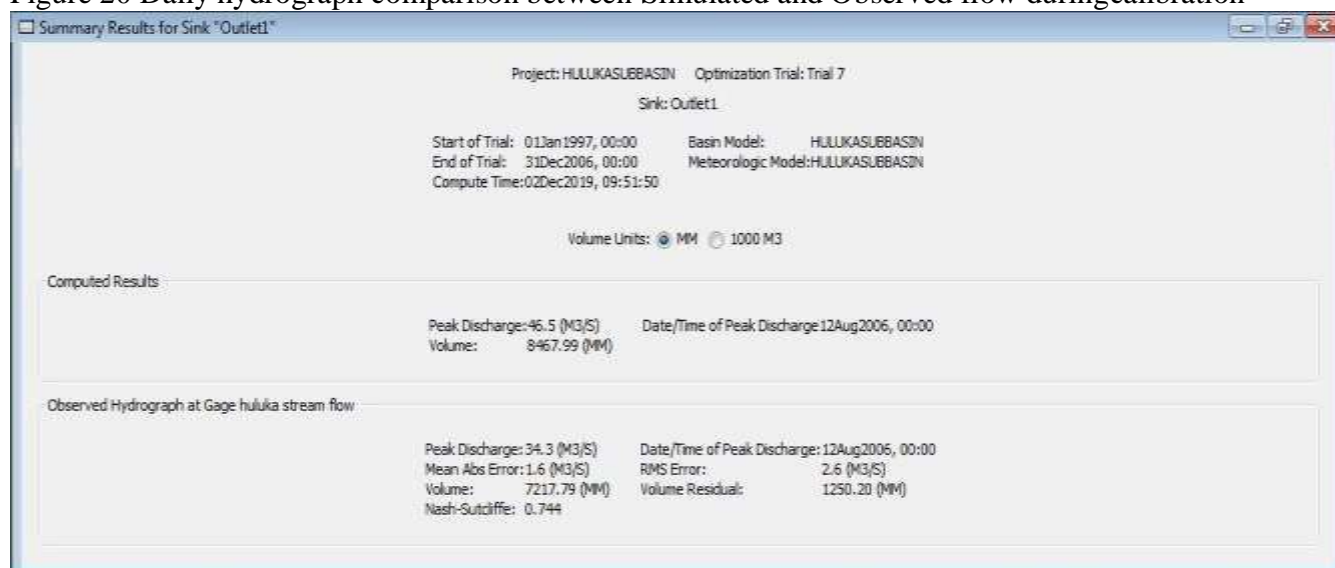 Figure 20 Daily hydrograph comparison between Simulated and Observed flow duringcalibration
Summary Results for Sink "Outlet1"
Project: HULUKASUBBASIN Optimization Trial: Trial 7
Sink: Outlet1
Start of Trial: 01Jan1997, 00:00 Basin Model: HULUKASUBBASIN
End of Trial: 31Dec2006, 00:00 Meteorologic Model:HULUKASUBBASIN
Compute Time:02Dec2019, 09:51:50
Volume Units: MM 1000 M3
Computed Results
Peak Discharge:46.5 (M3/S) Date/Time of Peak Discharge12Aug2006, 00:00
Volume: 8467.99 (MM)
Observed Hydrograph at Gage huluka stream flow
Peak Discharge:34.3 (M3/S) Date/Time of Peak Discharge:12Aug2006, 00:00
Mean Abs Error:1.6 (M3/S) RMS Error: 2.6 (M3/S)
Volume: 7217.79 (MM) Volume Residual: 1250.20 (MM)
Nash-Sutcliffe: 0.744